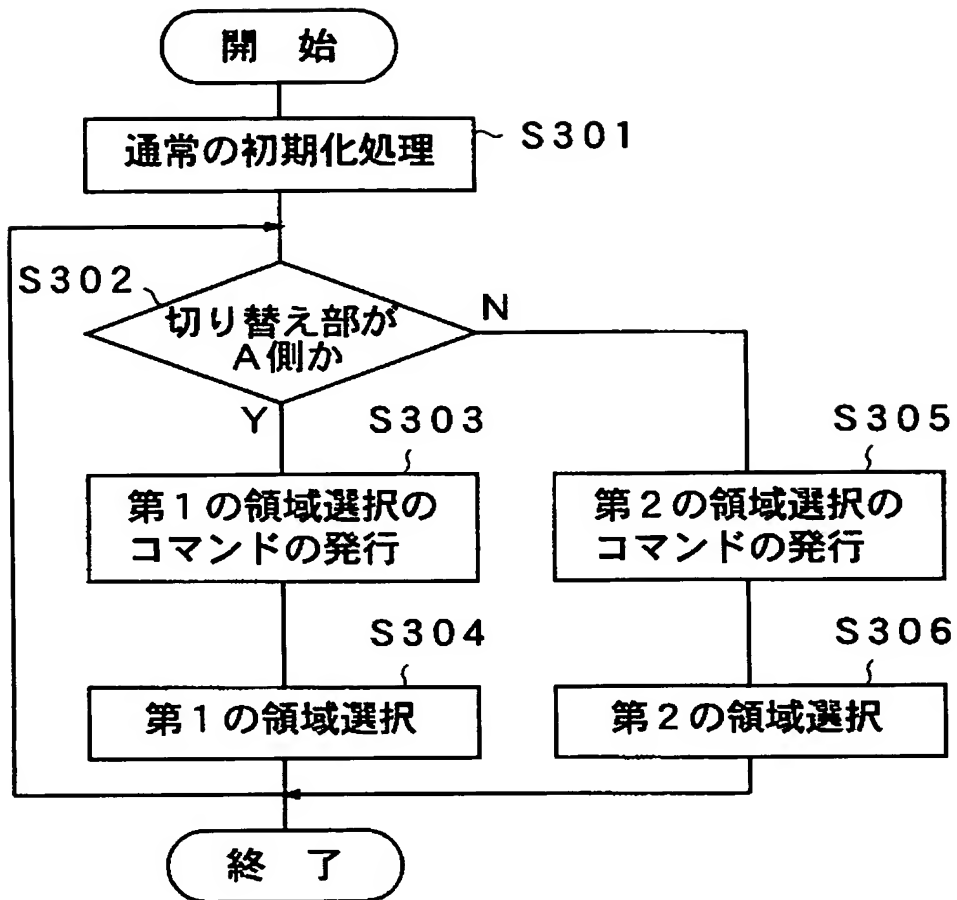 開 始
通常の初期化処理
S301
S302
切り替え部が
A側か
N
Y
S303
第1の領域選択の
コマンドの発行
S305
第2の領域選択の
コマンドの発行
S304
第1の領域選択
S306
第2の領域選択
終 了